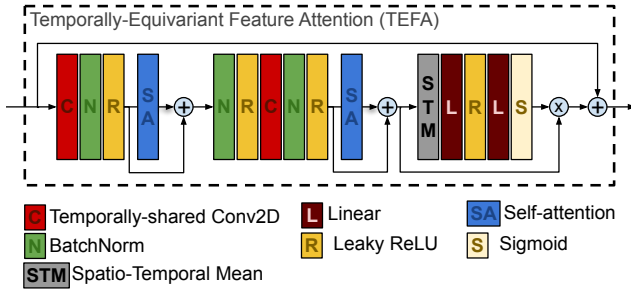 Temporally-Equivariant Feature Attention (TEFA)
C N R SA + N R C N R SA + STM L R L S x +
C Temporally-shared Conv2D L Linear SA Self-attention
N BatchNorm R Leaky ReLU S Sigmoid
STM Spatio-Temporal Mean